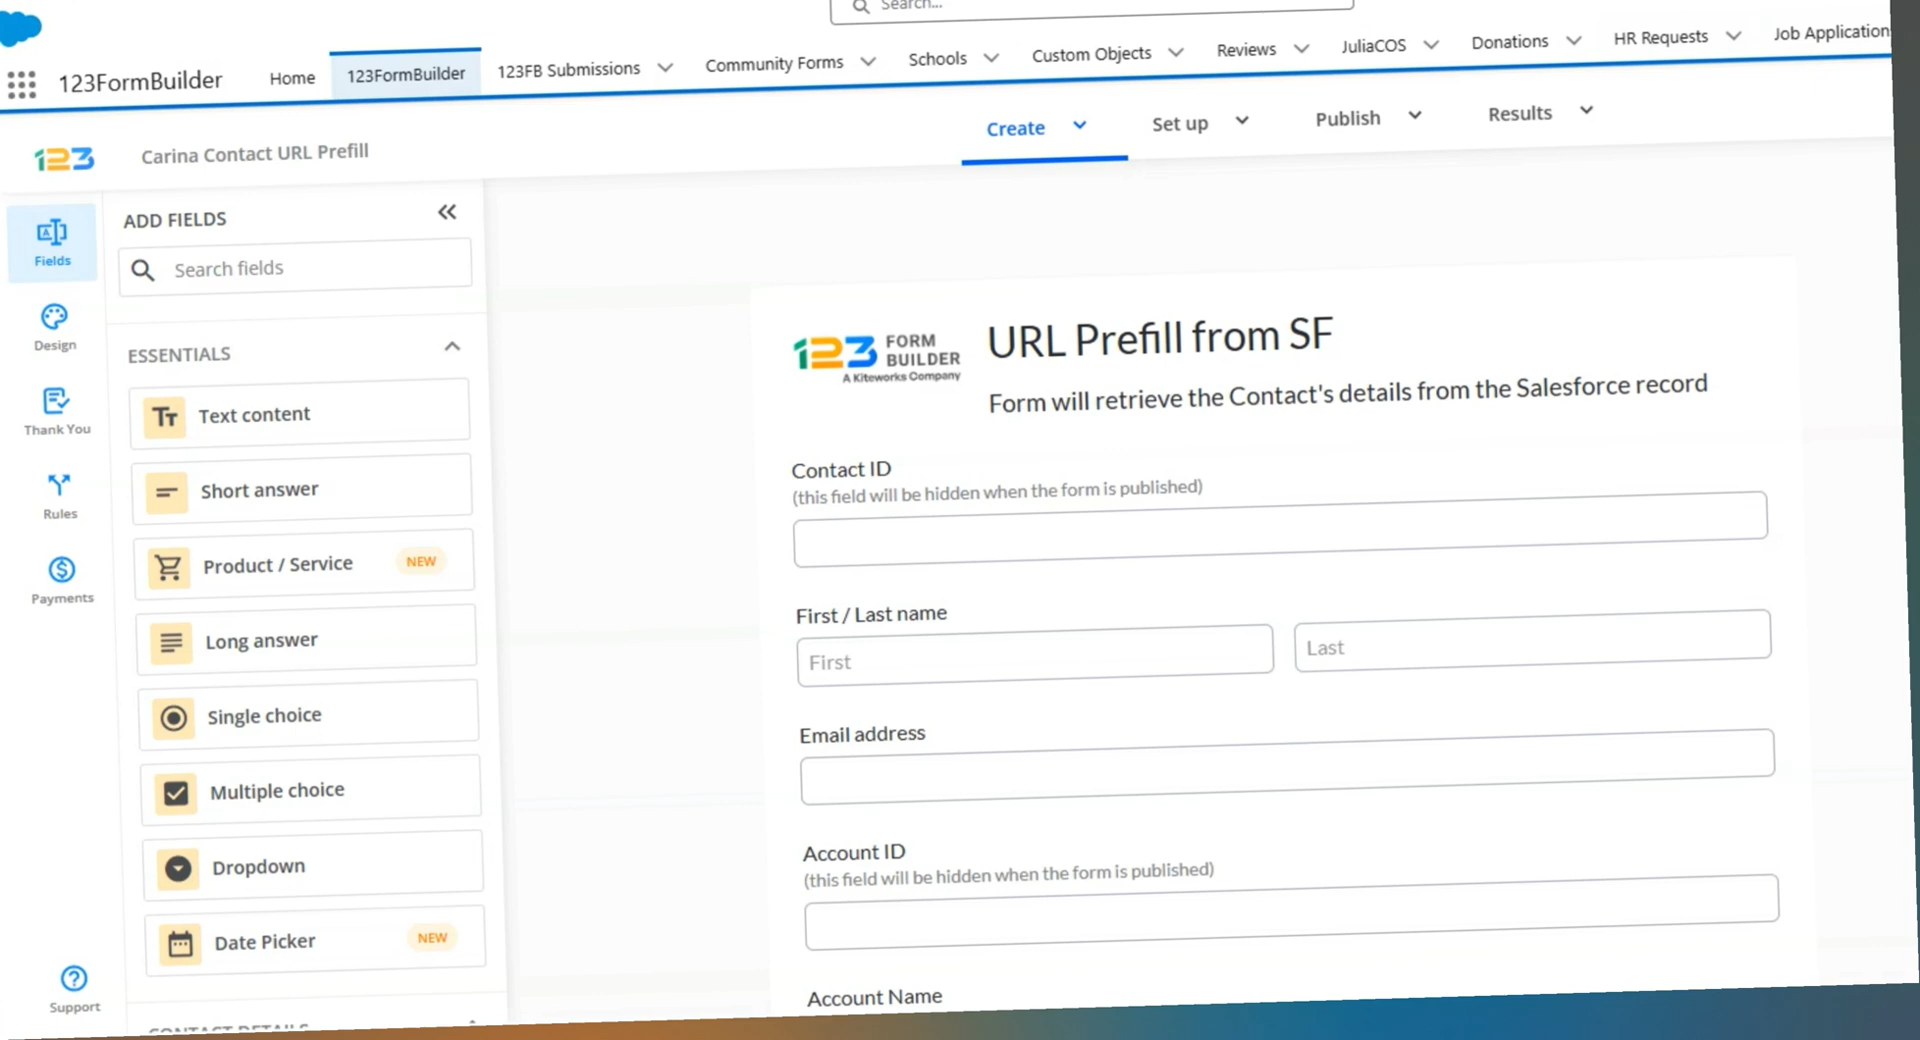 Search...
123FormBuilder
Home
123FormBuilder
123FB Submissions
Community Forms
Schools
Custom Objects
Reviews
JuliaCOS
Donations
HR Requests
Job Application
123
Carina Contact URL Prefill
Create
Set up
Publish
Results
Fields
Design
Thank You
Rules
Payments
Support
ADD FIELDS
Search fields
ESSENTIALS
Text content
Short answer
Product / Service NEW
Long answer
Single choice
Multiple choice
Dropdown
Date Picker NEW
CONTACT DETAILS
123 FORM
BUILDER
A Kiteworks Company
URL Prefill from SF
Form will retrieve the Contact's details from the Salesforce record
Contact ID
(this field will be hidden when the form is published)
First / Last name
First
Last
Email address
Account ID
(this field will be hidden when the form is published)
Account Name